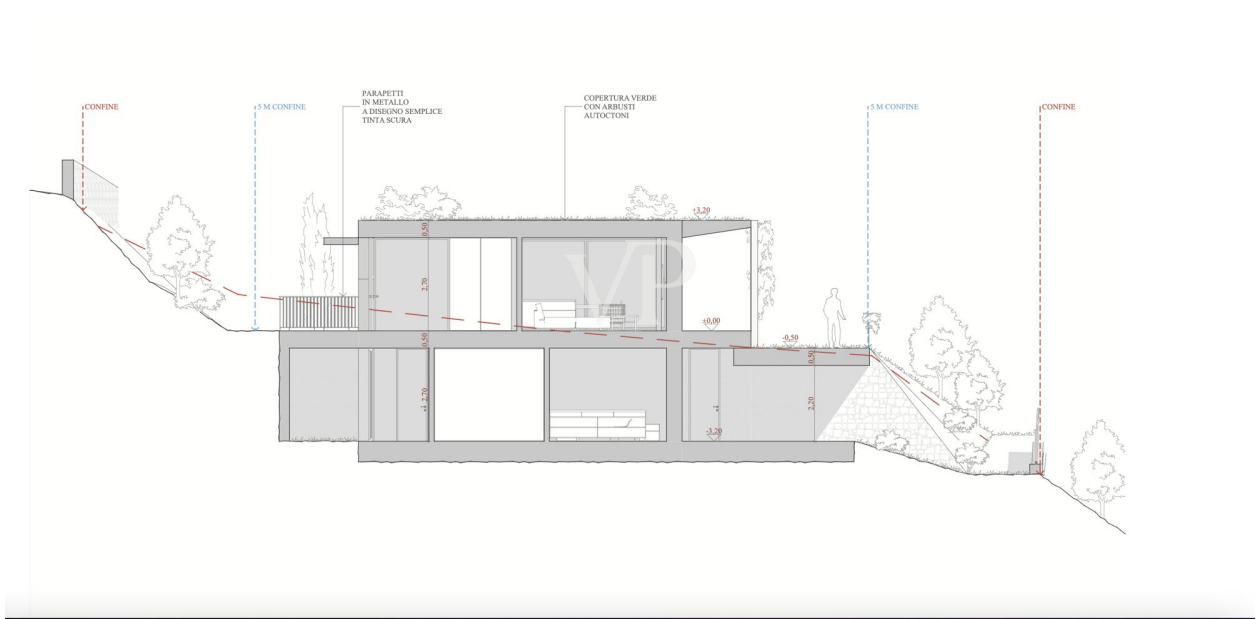 CONFINE
5 M CONFINE
PARAPETTI
IN METALLO
A DISEGNO SEMPLICE
TINTA SCURA
COPERTURA VERDE
CON ARBUSTI
AUTOCTONI
5 M CONFINE
CONFINE
+3,20
0,50
2,70
±0,00
-0,50
0,50
0,50
2,70
2,20
-3,20
VP